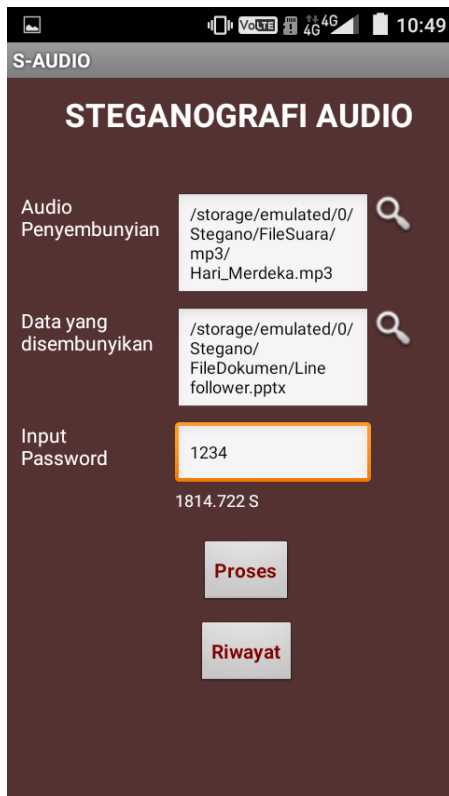 VoLTE 4G 4G 10:49
S-AUDIO
STEGANOGRAFI AUDIO
Audio
Penyembunyian
/storage/emulated/0/
Stegano/FileSuara/
mp3/
Hari_Merdeka.mp3
Data yang
disembunyikan
/storage/emulated/0/
Stegano/
FileDokumen/Line
follower.pptx
Input
Password
1234
1814.722 S
Proses
Riwayat